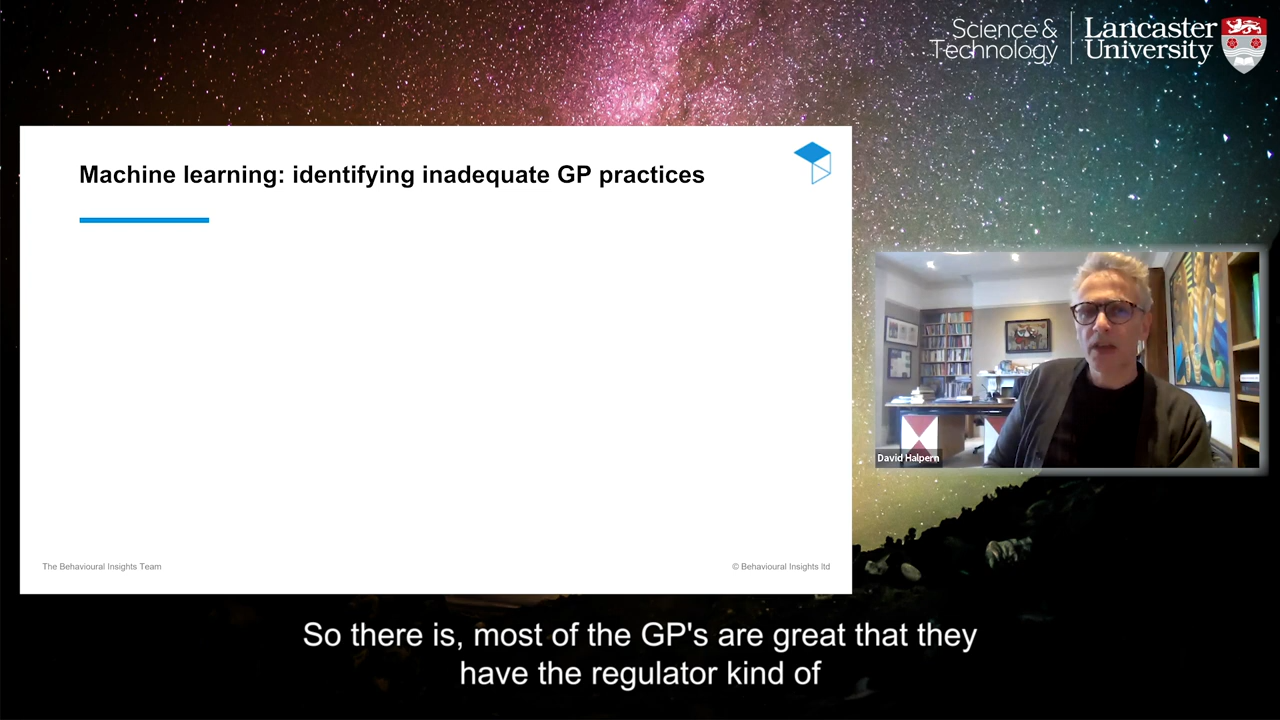 Science &
Technology
Lancaster
University
Machine learning: identifying inadequate GP practices
The Behavioural Insights Team
© Behavioural Insights ltd
David Halpern
So there is, most of the GP's are great that they
have the regulator kind of